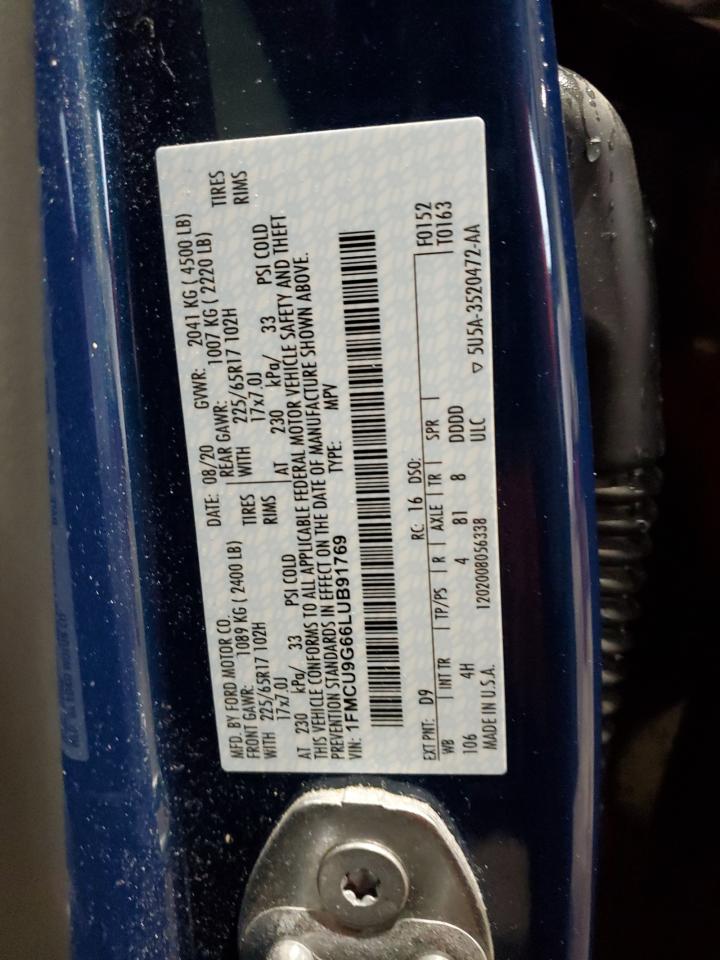 MFD. BY FORD MOTOR CO.
DATE: 08/20 GVWR: 2041 KG ( 4500 LB)
FRONT GAWR: 1089 KG ( 2400 LB) REAR GAWR: 1007 KG ( 2220 LB)
WITH 225/65R17 102H TIRES WITH 225/65R17 102H TIRES
17x7.0J RIMS 17x7.0J RIMS
AT 230 kPa/ 33 PSI COLD AT 230 kPa/ 33 PSI COLD
THIS VEHICLE CONFORMS TO ALL APPLICABLE FEDERAL MOTOR VEHICLE SAFETY AND THEFT
PREVENTION STANDARDS IN EFFECT ON THE DATE OF MANUFACTURE SHOWN ABOVE.
VIN: 1FMCU9G66LUB91769 TYPE: MPV
F0152
T0163
EXT PNT: D9 RC: 16 DSO:
WB INT TR TP/PS R AXLE TR SPR
106 4H 4 81 8 DDDD
MADE IN U.S.A. 1202008056338 ULC ▽ 5U5A-3520472-AA